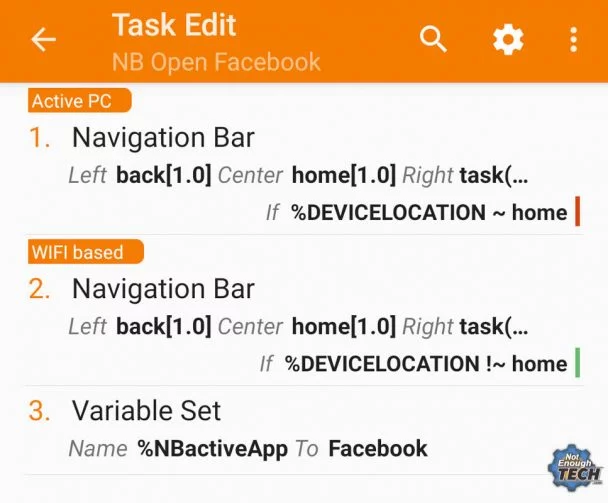 Task Edit
NB Open Facebook
Active PC
1. Navigation Bar
Left back[1.0] Center home[1.0] Right task(...
If %DEVICELOCATION ~ home
WIFI based
2. Navigation Bar
Left back[1.0] Center home[1.0] Right task(...
If %DEVICELOCATION !~ home
3. Variable Set
Name %NBactiveApp To Facebook
Not
Enough
TECH
.com